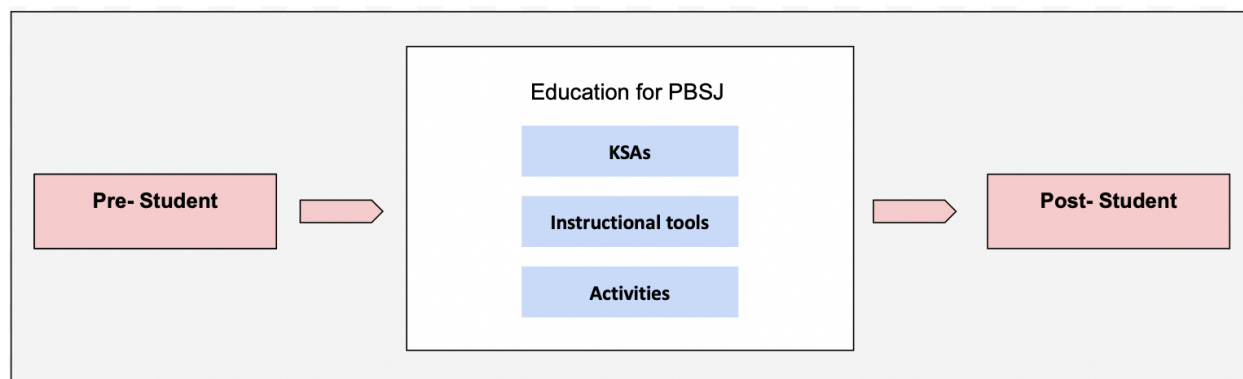 Education for PBSJ
KSAs
Pre- Student
Instructional tools
Post- Student
Activities